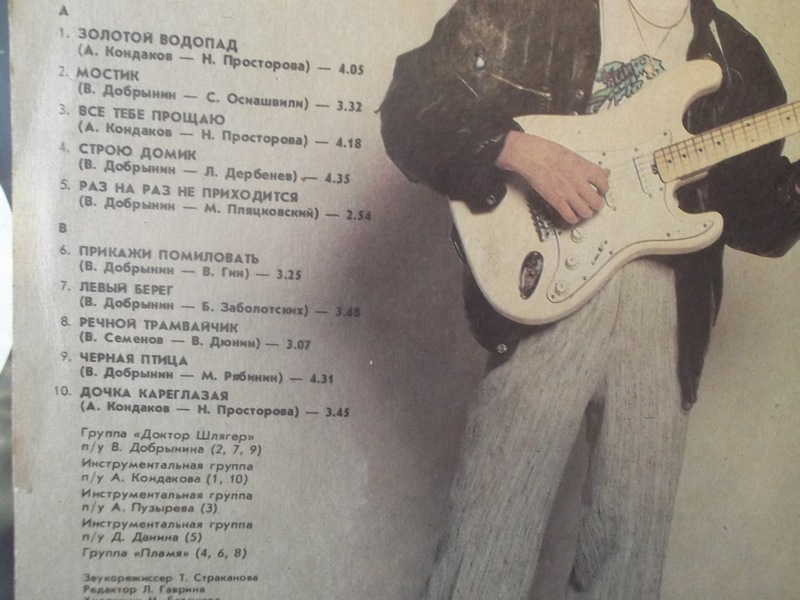 А
1. ЗОЛОТОЙ ВОДОПАД
(А. Кондаков — Н. Просторова) — 4.05
2. МОСТИК
(В. Добрынин — С. Осиашвили) — 3.32
3. ВСЕ ТЕБЕ ПРОЩАЮ
(А. Кондаков — Н. Просторова) — 4.18
4. СТРОЮ ДОМИК
(В. Добрынин — Л. Дербенев) — 4.35
5. РАЗ НА РАЗ НЕ ПРИХОДИТСЯ
(В. Добрынин — М. Пляцковский) — 2.54
В
6. ПРИКАЖИ ПОМИЛОВАТЬ
(В. Добрынин — В. Гин) — 3.25
7. ЛЕВЫЙ БЕРЕГ
(В. Добрынин — Б. Заболотских) — 3.48
8. РЕЧНОЙ ТРАМВАЙЧИК
(В. Семенов — В. Дюнин) — 3.07
9. ЧЕРНАЯ ПТИЦА
(В. Добрынин — М. Рябинин) — 4.31
10. ДОЧКА КАРЕГЛАЗАЯ
(А. Кондаков — Н. Просторова) — 3.45
Группа «Доктор Шлягер»
п/у В. Добрынина (2, 7, 9)
Инструментальная группа
п/у А. Кондакова (1, 10)
Инструментальная группа
п/у А. Пузырева (3)
Инструментальная группа
п/у Д. Данина (5)
Группа «Пламя» (4, 6, 8)
Звукорежиссер Т. Страканова
Редактор Л. Гаврина